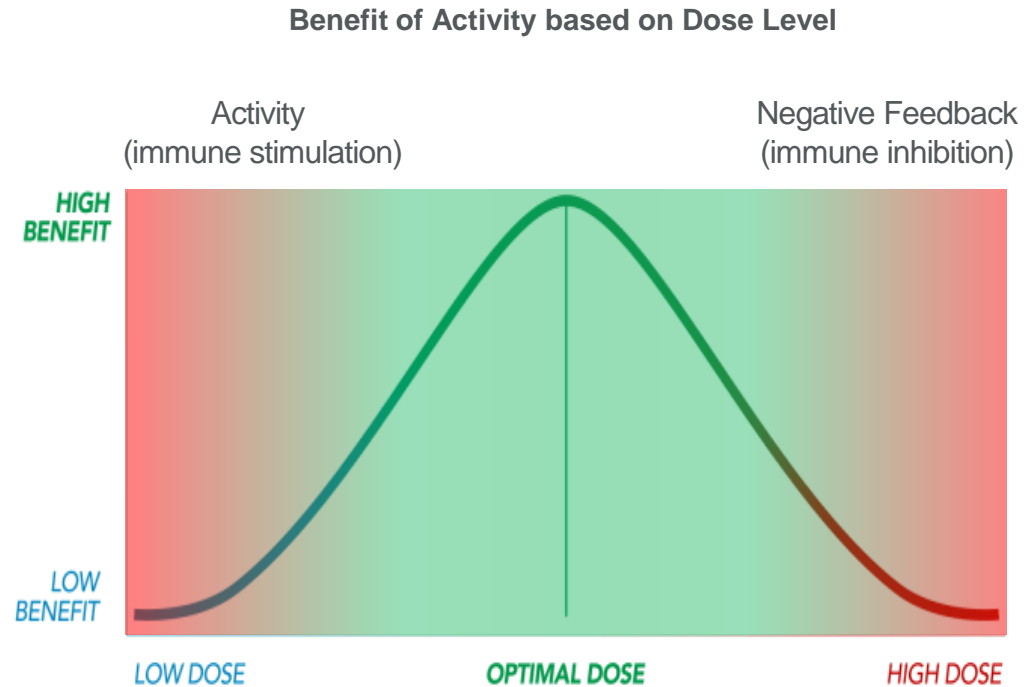 Benefit of Activity based on Dose Level
Activity
(immune stimulation)
Negative Feedback
(immune inhibition)
HIGH
BENEFIT
LOW
BENEFIT
LOW DOSE
OPTIMAL DOSE
HIGH DOSE